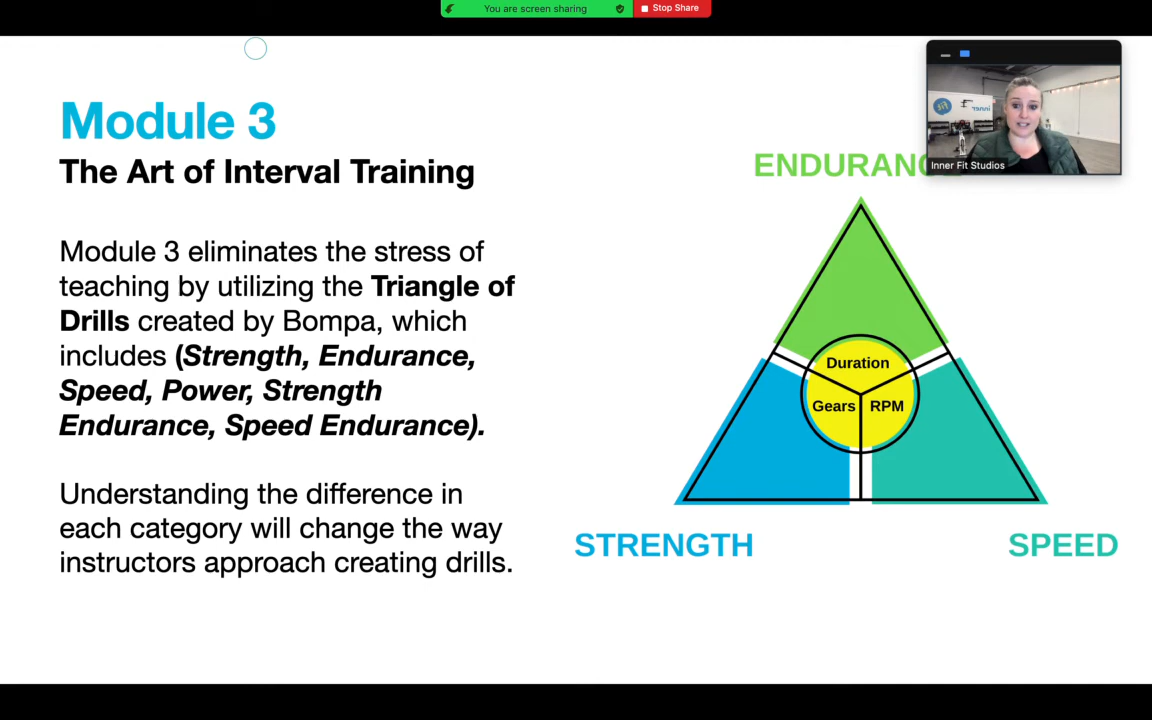 You are screen sharing
Stop Share
Module 3
The Art of Interval Training
Module 3 eliminates the stress of
teaching by utilizing the Triangle of
Drills created by Bompa, which
includes (Strength, Endurance,
Speed, Power, Strength
Endurance, Speed Endurance).
Understanding the difference in
each category will change the way
instructors approach creating drills.
Inner Fit Studios
ENDURANC
Duration
Gears
RPM
STRENGTH
SPEED